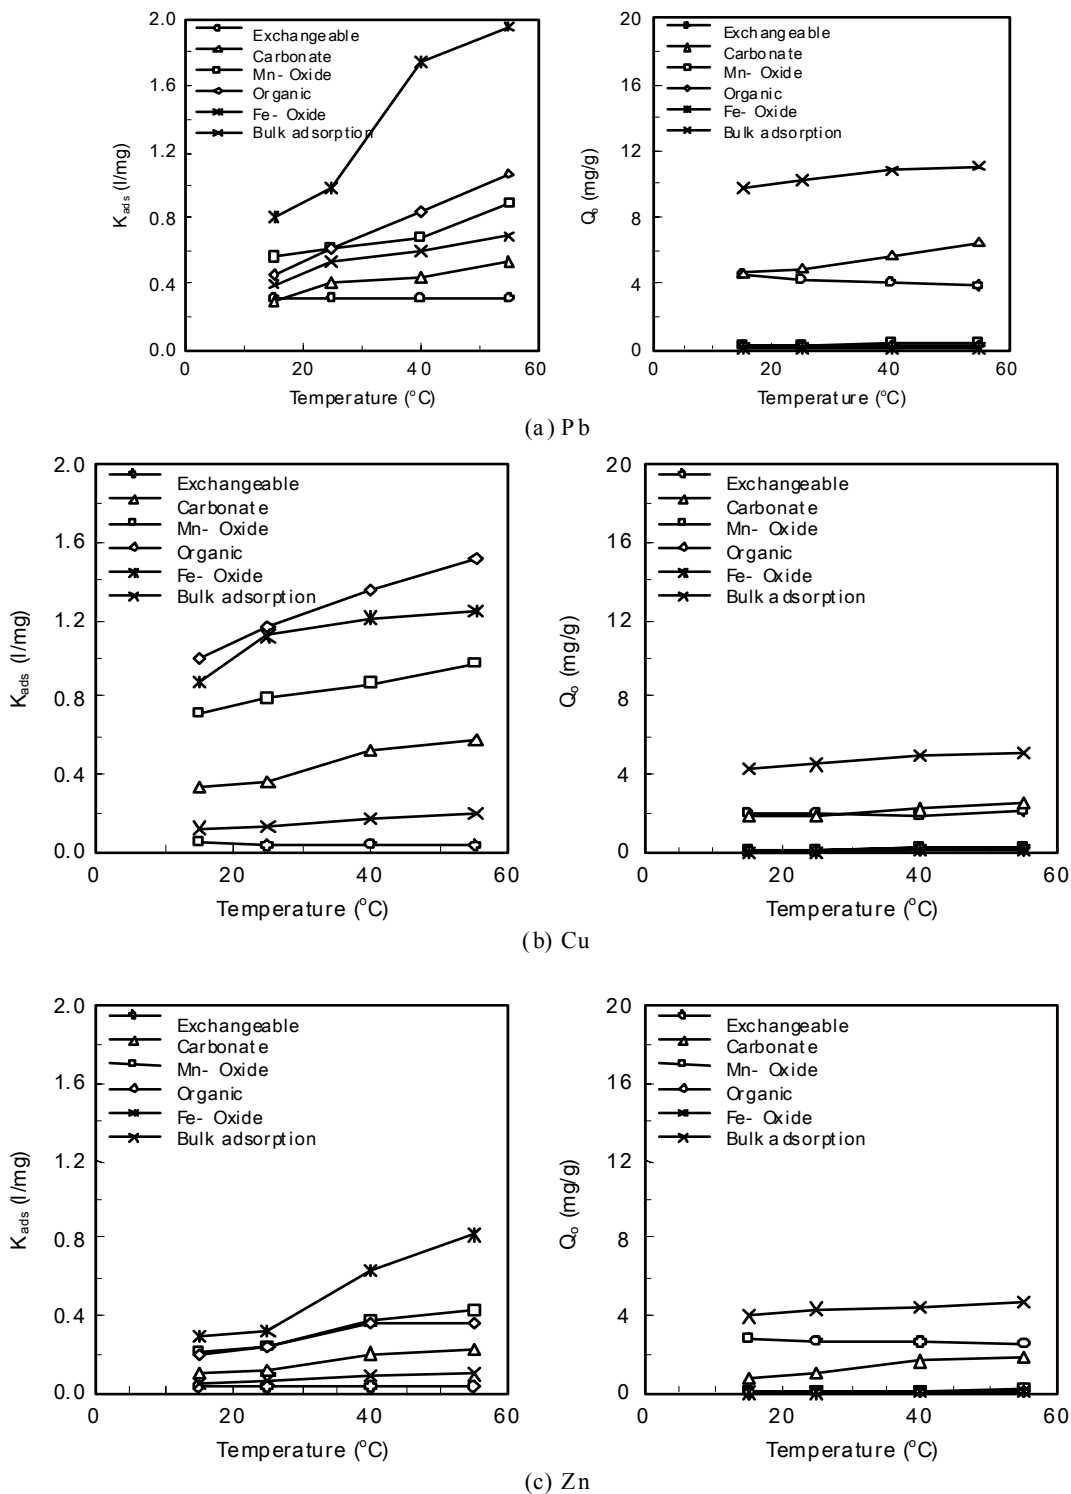 2.0
1.6
1.2
0.8
0.4
0.0
K ads (l/mg)
Exchangeable
Carbonate
Mn- Oxide
Organic
Fe- Oxide
Bulk adsorption
0 20 40 60
Temperature (°C)
20
16
12
8
4
0
Qo (mg/g)
Exchangeable
Carbonate
Mn- Oxide
Organic
Fe- Oxide
Bulk adsorption
0 20 40 60
Temperature (°C)
(a) Pb
2.0
1.6
1.2
0.8
0.4
0.0
K ads (l/mg)
Exchangeable
Carbonate
Mn- Oxide
Organic
Fe- Oxide
Bulk adsorption
0 20 40 60
Temperature (°C)
20
16
12
8
4
0
Qo (mg/g)
Exchangeable
Carbonate
Mn- Oxide
Organic
Fe- Oxide
Bulk adsorption
0 20 40 60
Temperature (°C)
(b) Cu
2.0
1.6
1.2
0.8
0.4
0.0
K ads (l/mg)
Exchangeable
Carbonate
Mn- Oxide
Organic
Fe- Oxide
Bulk adsorption
0 20 40 60
Temperature (°C)
20
16
12
8
4
0
Qo (mg/g)
Exchangeable
Carbonate
Mn- Oxide
Organic
Fe- Oxide
Bulk adsorption
0 20 40 60
Temperature (°C)
(c) Zn